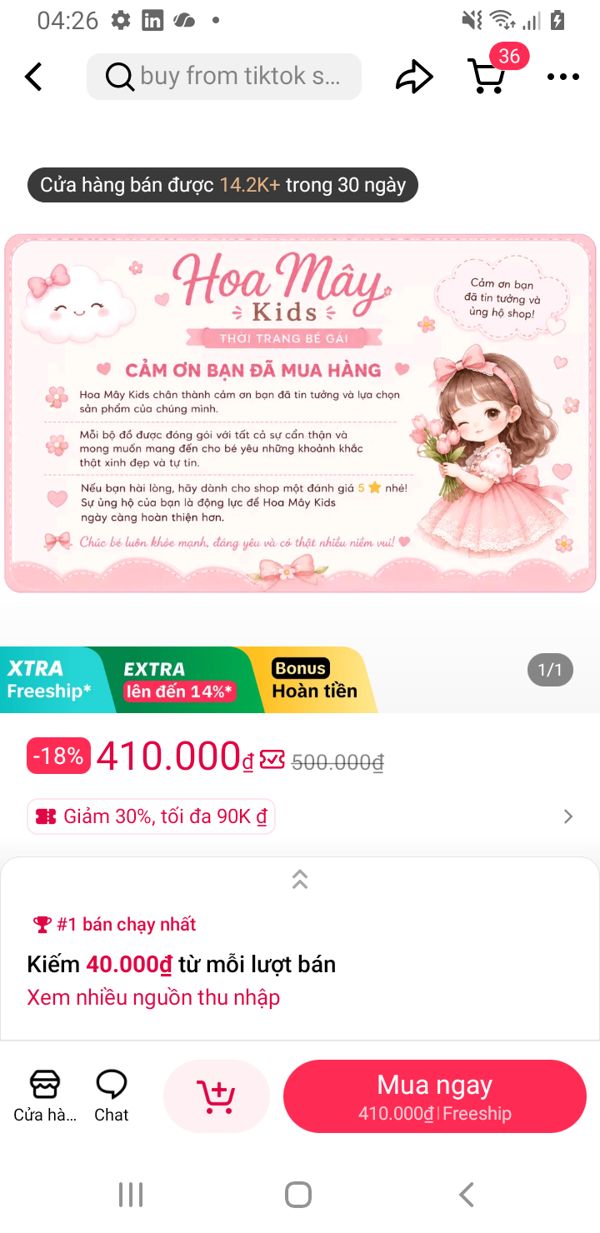 04:26
36
buy from tiktok s...
Cửa hàng bán được 14.2K+ trong 30 ngày
Hoa Mây
Kids
THỜI TRANG BÉ GÁI
Cảm ơn bạn
đã tin tưởng và
ủng hộ shop!
CẢM ƠN BẠN ĐÃ MUA HÀNG
Hoa Mây Kids chân thành cảm ơn bạn đã tin tưởng và lựa chọn
sản phẩm của chúng mình.
Mỗi bộ đồ được đóng gói với tất cả sự cẩn thận và
mong muốn mang đến cho bé yêu những khoảnh khắc
thật xinh đẹp và tự tin.
Nếu bạn hài lòng, hãy dành cho shop một đánh giá 5 ⭐ nhé!
Sự ủng hộ của bạn là động lực để Hoa Mây Kids
ngày càng hoàn thiện hơn.
Chúc bé luôn khỏe mạnh, đáng yêu và có thật nhiều niềm vui!
XTRA
Freeship*
EXTRA
lên đến 14%*
Bonus
Hoàn tiền
1/1
-18% 410.000₫ 500.000₫
Giảm 30%, tối đa 90K ₫
#1 bán chạy nhất
Kiếm 40.000₫ từ mỗi lượt bán
Xem nhiều nguồn thu nhập
Cửa hà...
Chat
Mua ngay
410.000₫|Freeship